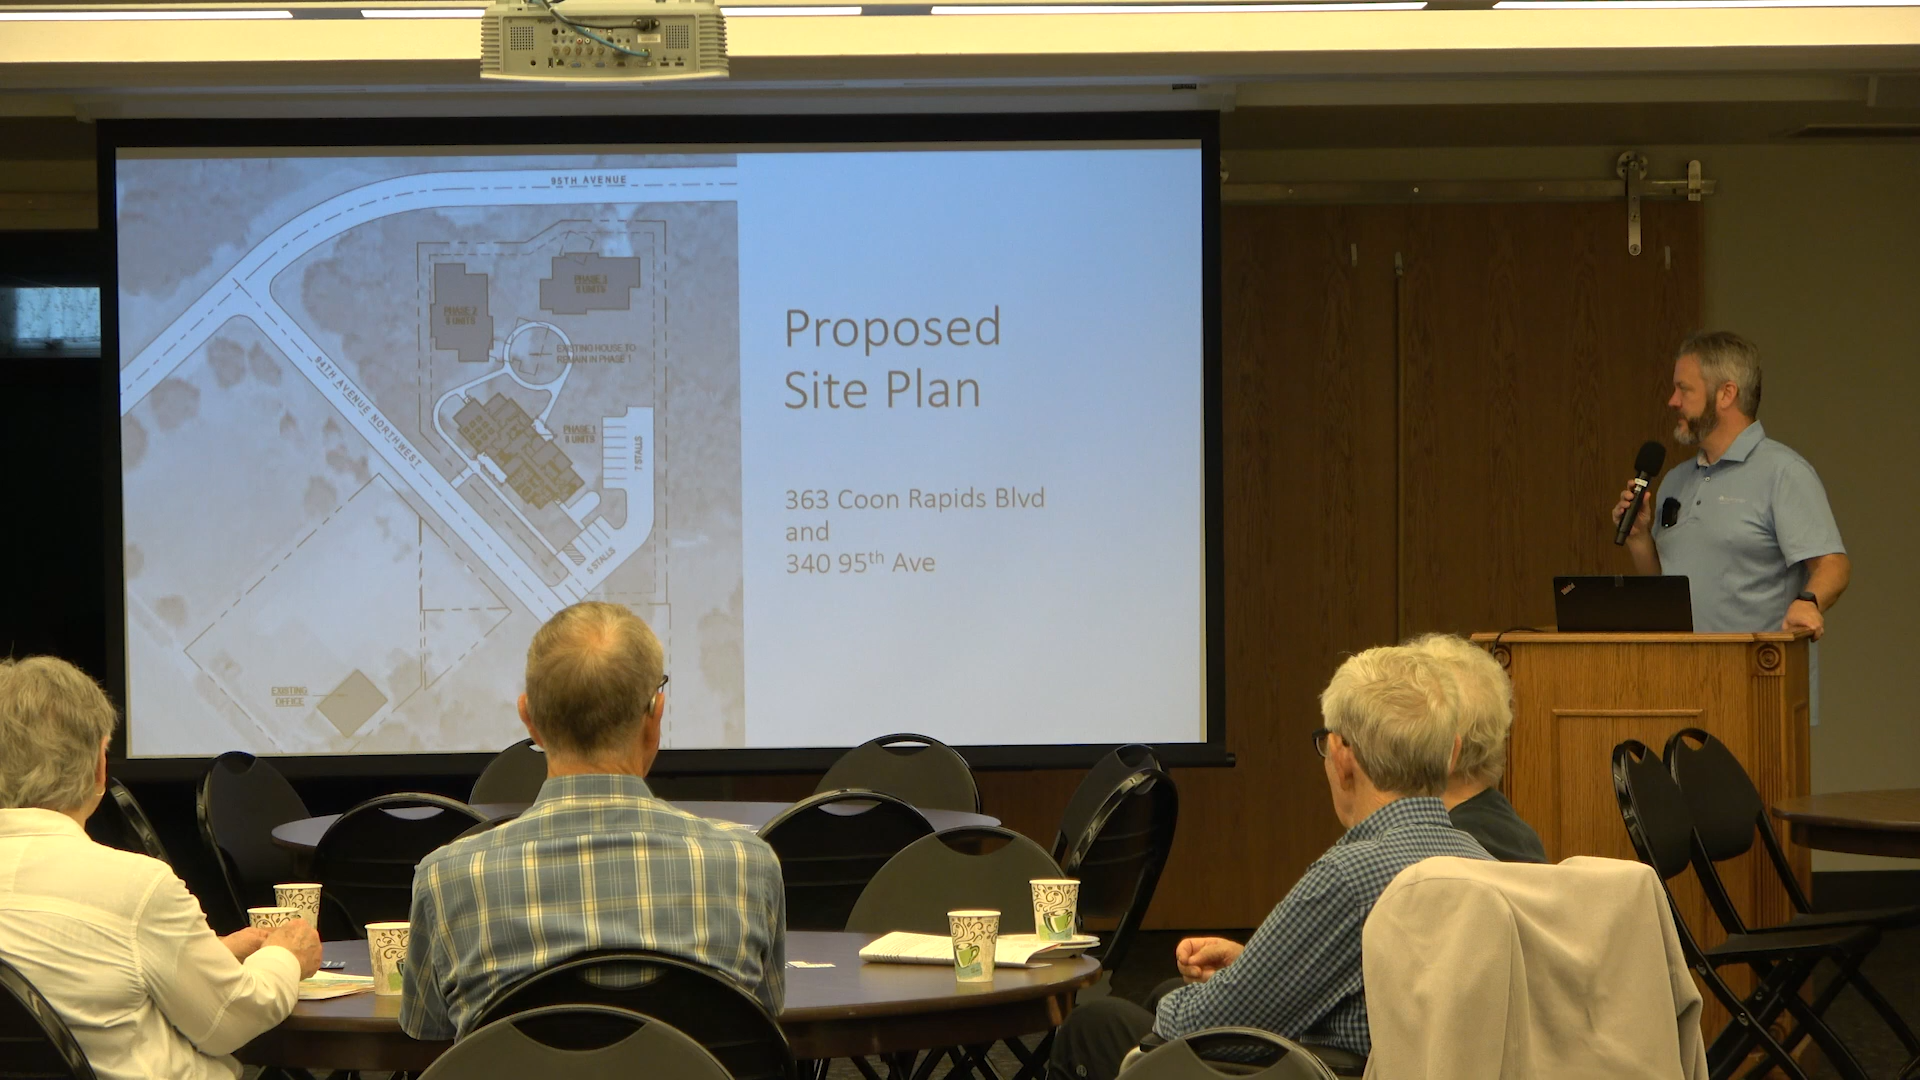 95TH AVENUE
PHASE 3
8 UNITS
PHASE 2
8 UNITS
EXISTING HOUSE TO
REMAIN IN PHASE 1
94TH AVENUE NORTHWEST
PHASE 1
8 UNITS
7 STALLS
5 STALLS
EXISTING
OFFICE
Proposed
Site Plan
363 Coon Rapids Blvd
and
340 95th Ave